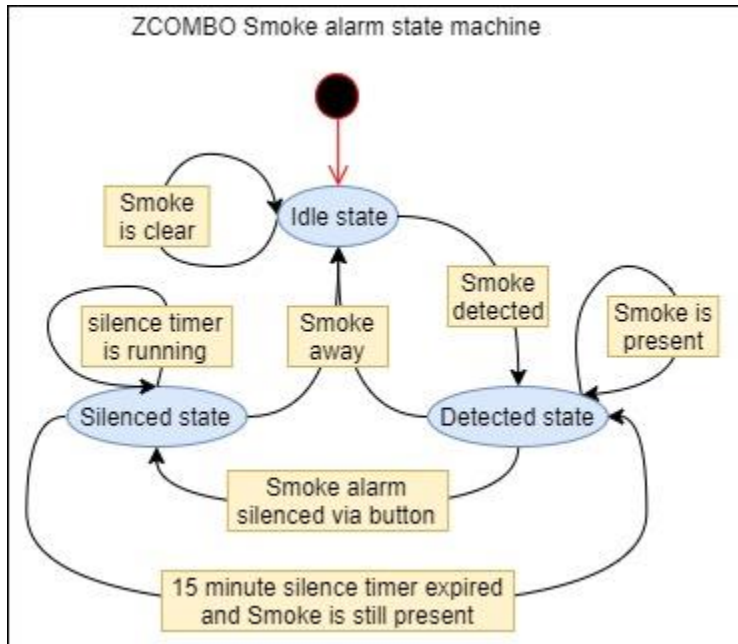 ZCOMBO Smoke alarm state machine
Idle state
Smoke
is clear
Smoke
detected
Smoke is
present
silence timer
is running
Smoke
away
Silenced state
Detected state
Smoke alarm
silenced via button
15 minute silence timer expired
and Smoke is still present